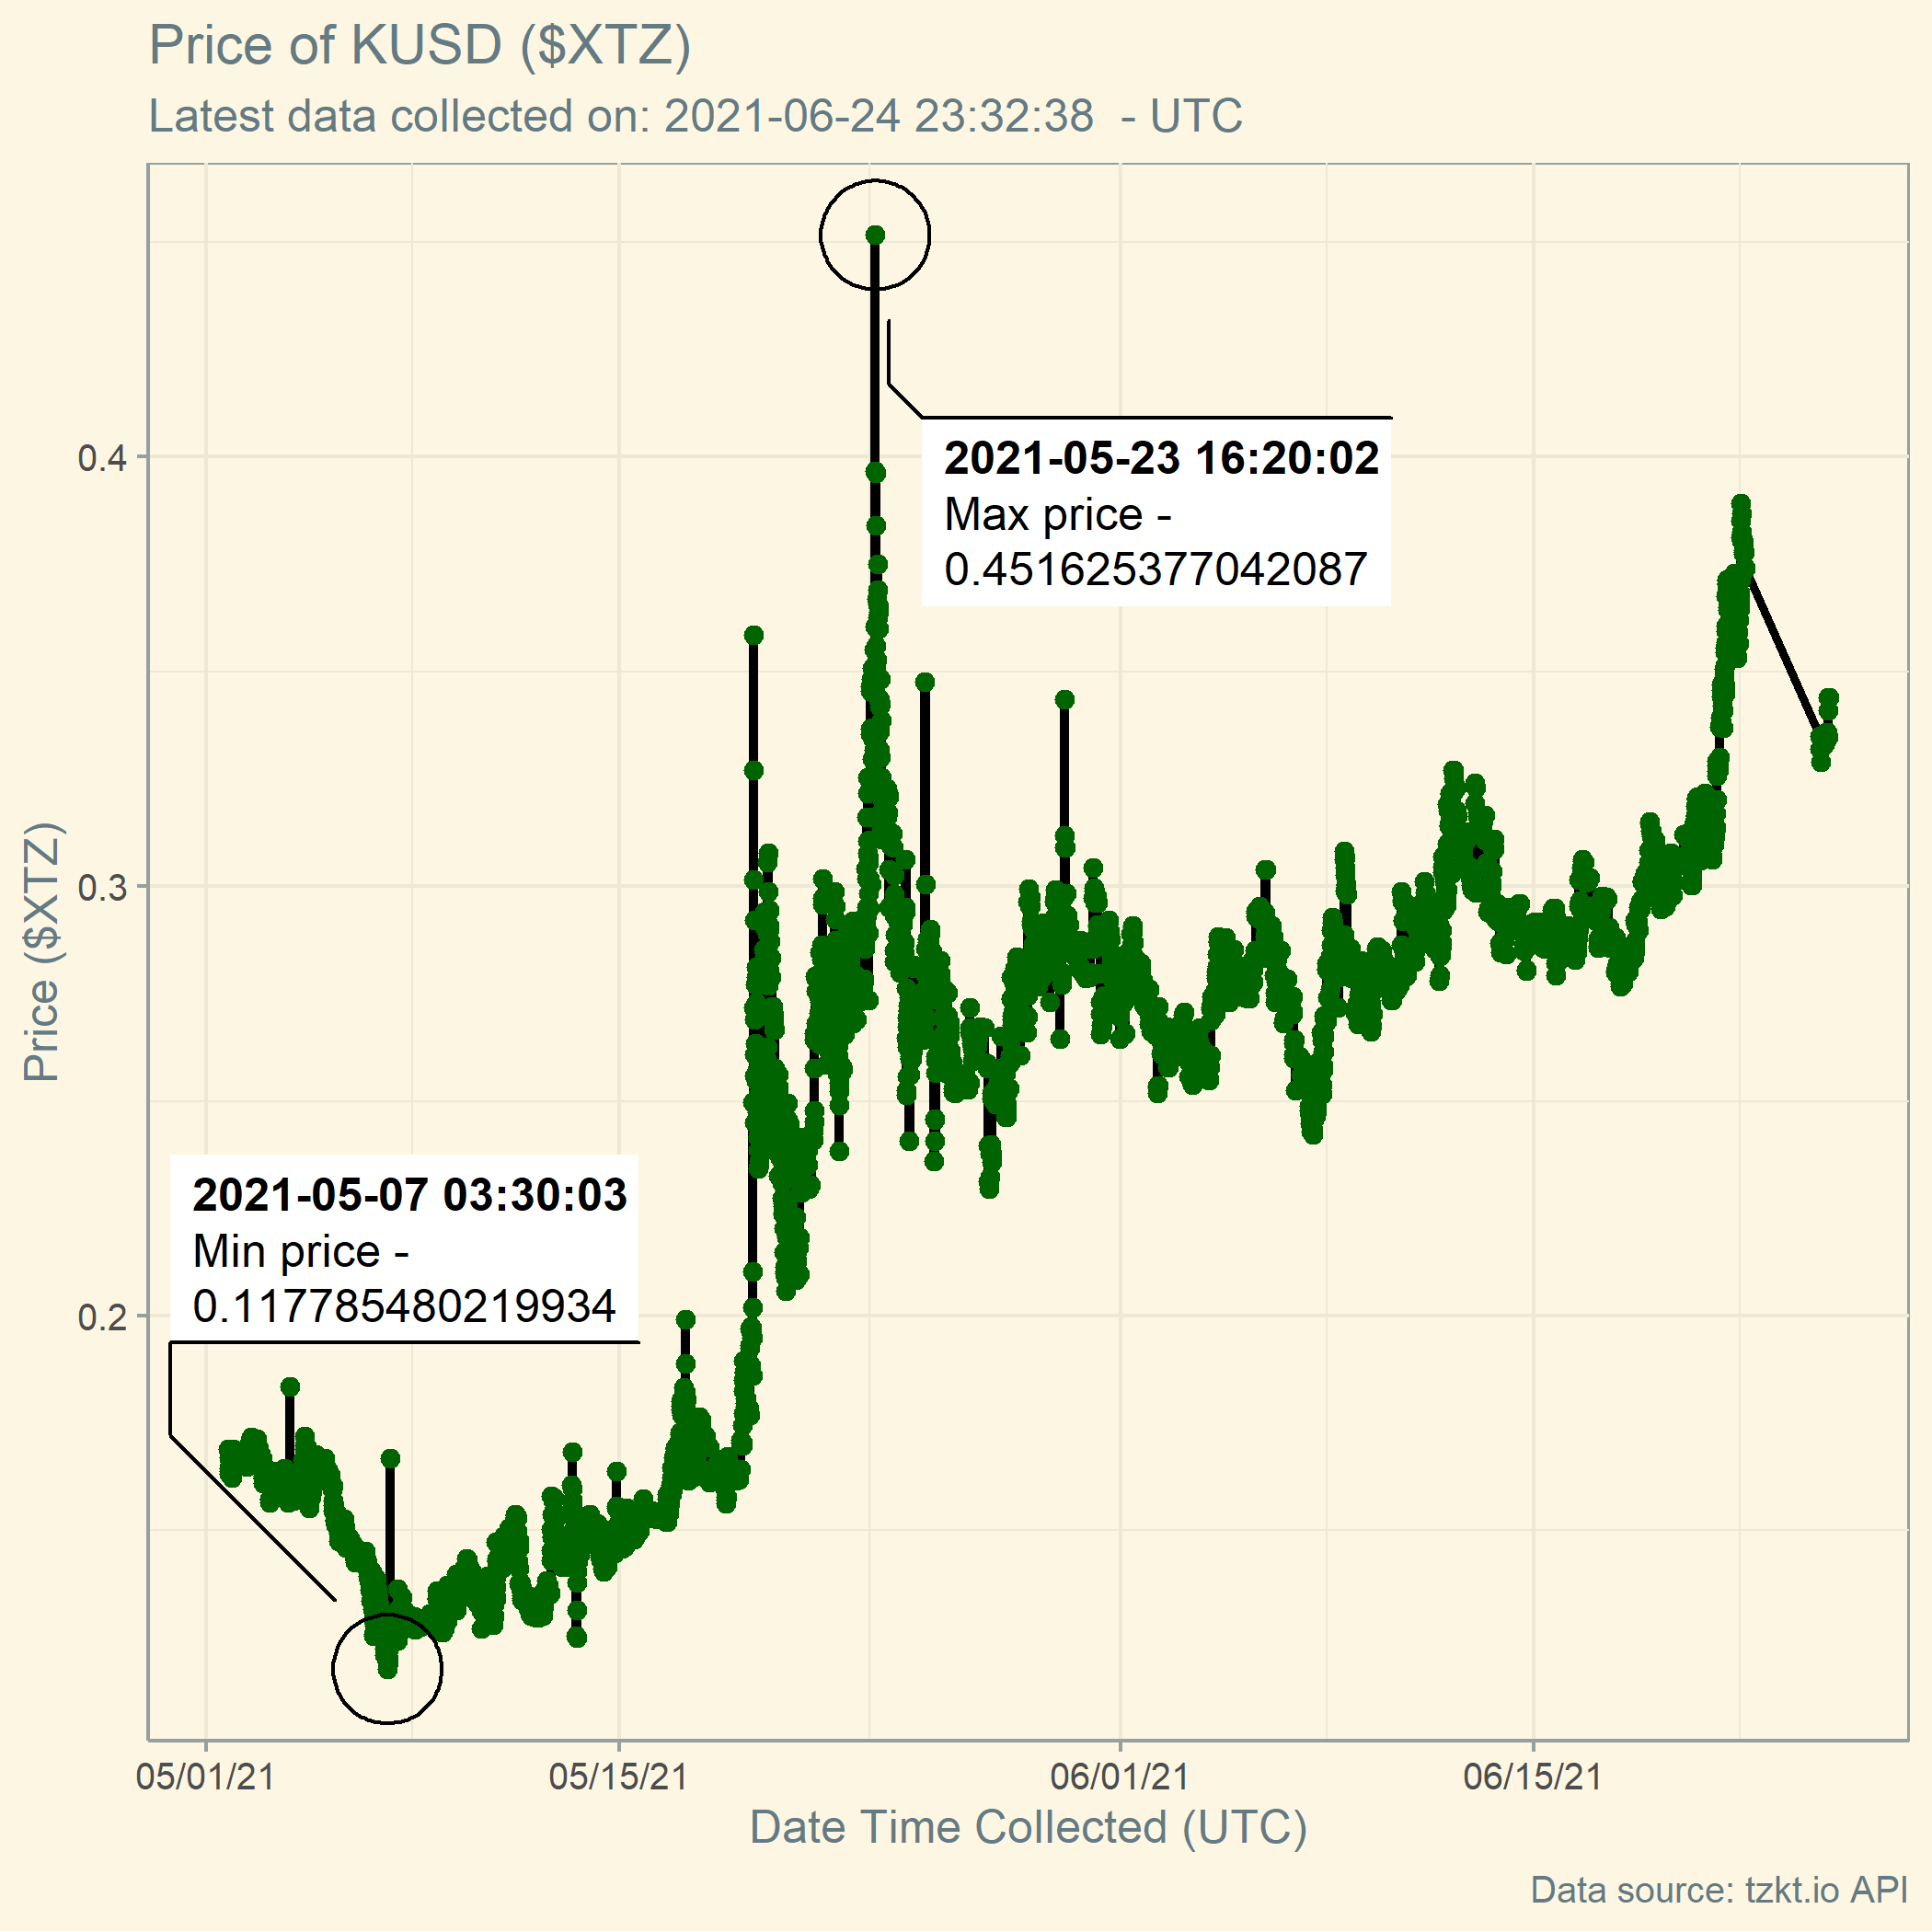 Price of KUSD ($XTZ)
Latest data collected on: 2021-06-24 23:32:38  - UTC
2021-05-23 16:20:02
Max price -
0.451625377042087
2021-05-07 03:30:03
Min price -
0.117785480219934
Price ($XTZ)
0.4
0.3
0.2
05/01/21
05/15/21
06/01/21
06/15/21
Date Time Collected (UTC)
Data source: tzkt.io API